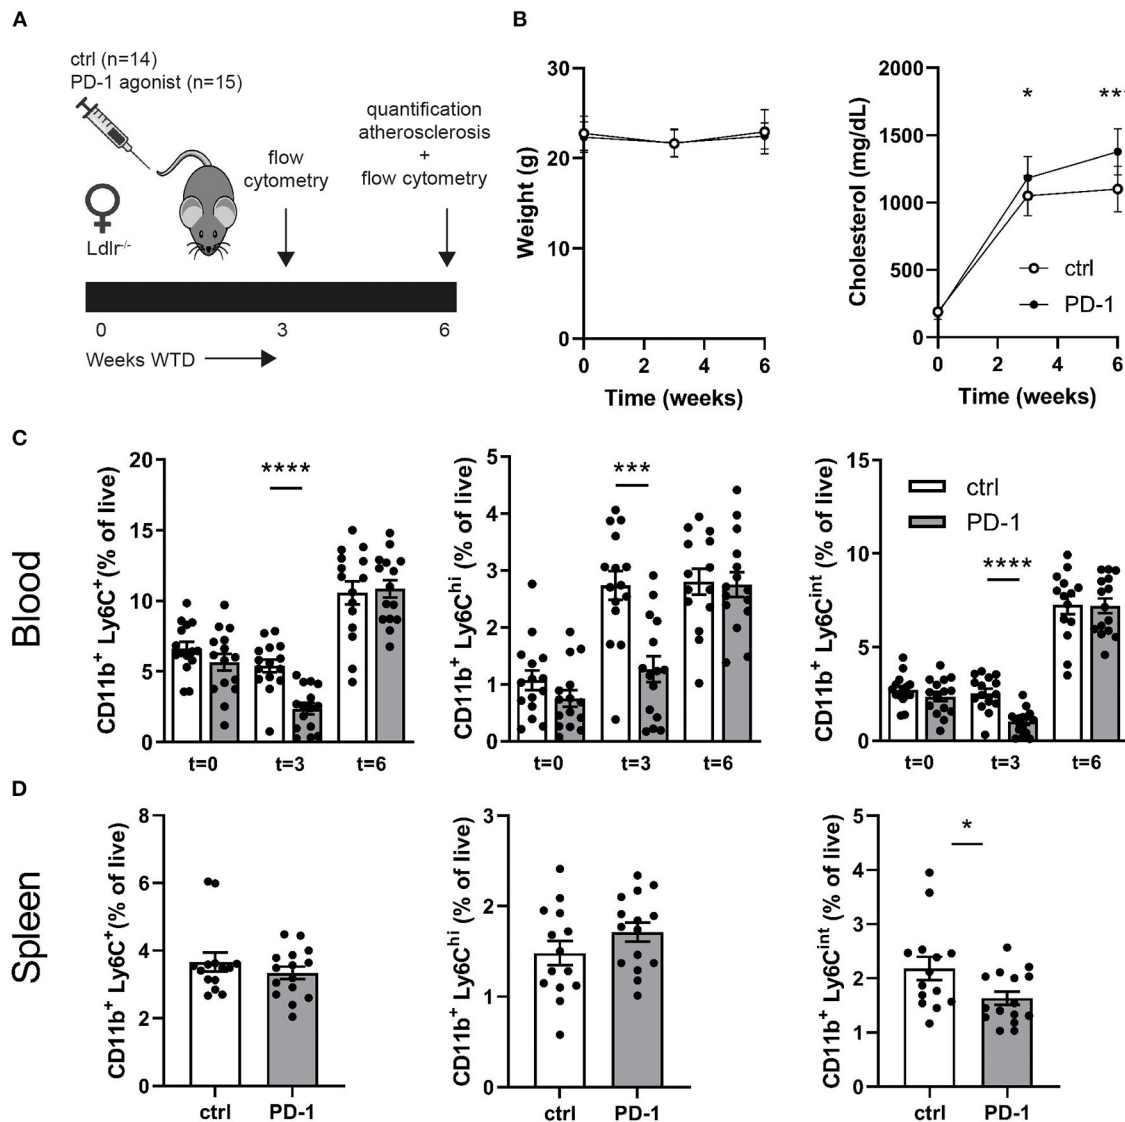 A
ctrl (n=14)
PD-1 agonist (n=15)
quantification
atherosclerosis
+
flow cytometry
flow
cytometry
Ldlr-/-
0 3 6
Weeks WTD
B
Weight (g)
30
20
10
0
0 2 4 6
Time (weeks)
Cholesterol (mg/dL)
2000
1500
1000
500
0
* ***
ctrl
PD-1
0 2 4 6
Time (weeks)
C
Blood
CD11b+ Ly6C+(% of live)
20
15
10
5
0
****
t=0 t=3 t=6
CD11b+ Ly6Chi (% of live)
5
4
3
2
1
0
***
t=0 t=3 t=6
CD11b+ Ly6Cint (% of live)
15
10
5
0
ctrl
PD-1
****
t=0 t=3 t=6
D
Spleen
CD11b+ Ly6C+(% of live)
8
6
4
2
0
ctrl PD-1
CD11b+ Ly6Chi (% of live)
3
2
1
0
ctrl PD-1
CD11b+ Ly6Cint (% of live)
5
4
3
2
1
0
*
ctrl PD-1